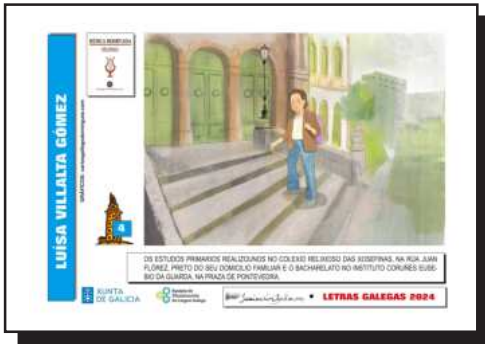 MÚSICA REINVENTADA
LUÍSA VILLALTA GÓMEZ
4
OS ESTUDOS PRIMARIOS REALIZOUNOS NO COLEXIO RELIXIOSO DAS XOSEFINAS, NA RÚA JUAN
FLÓREZ, PRETO DO SEU DOMICILIO FAMILIAR E O BACHARELATO NO INSTITUTO CORUÑÉS EUSE-
BIO DA GUARDA, NA PRAZA DE PONTEVEDRA.
XUNTA
DE GALICIA
LETRAS GALEGAS 2024